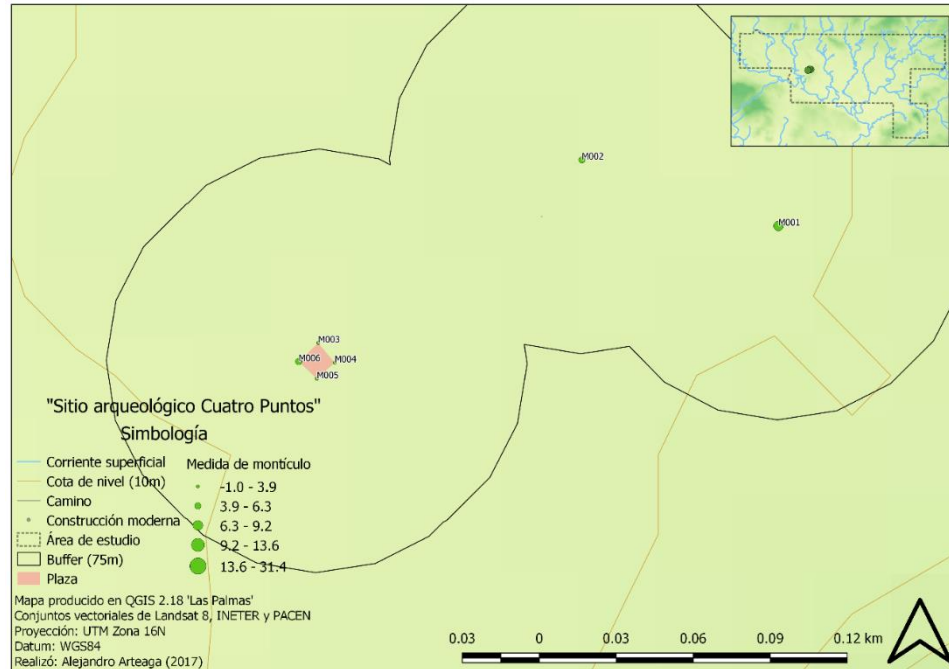 M002
M001
M003
M006
M004
M005
"Sitio arqueológico Cuatro Puntos"
Simbología
Corriente superficial
Cota de nivel (10m)
Camino
Construcción moderna
Área de estudio
Buffer (75m)
Plaza
Medida de montículo
-1.0 - 3.9
3.9 - 6.3
6.3 - 9.2
9.2 - 13.6
13.6 - 31.4
Mapa producido en QGIS 2.18 'Las Palmas'
Conjuntos vectoriales de Landsat 8, INETER y PACEN
Proyección: UTM Zona 16N
Datum: WGS84
Realizó: Alejandro Arteaga (2017)
0.03 0 0.03 0.06 0.09 0.12 km